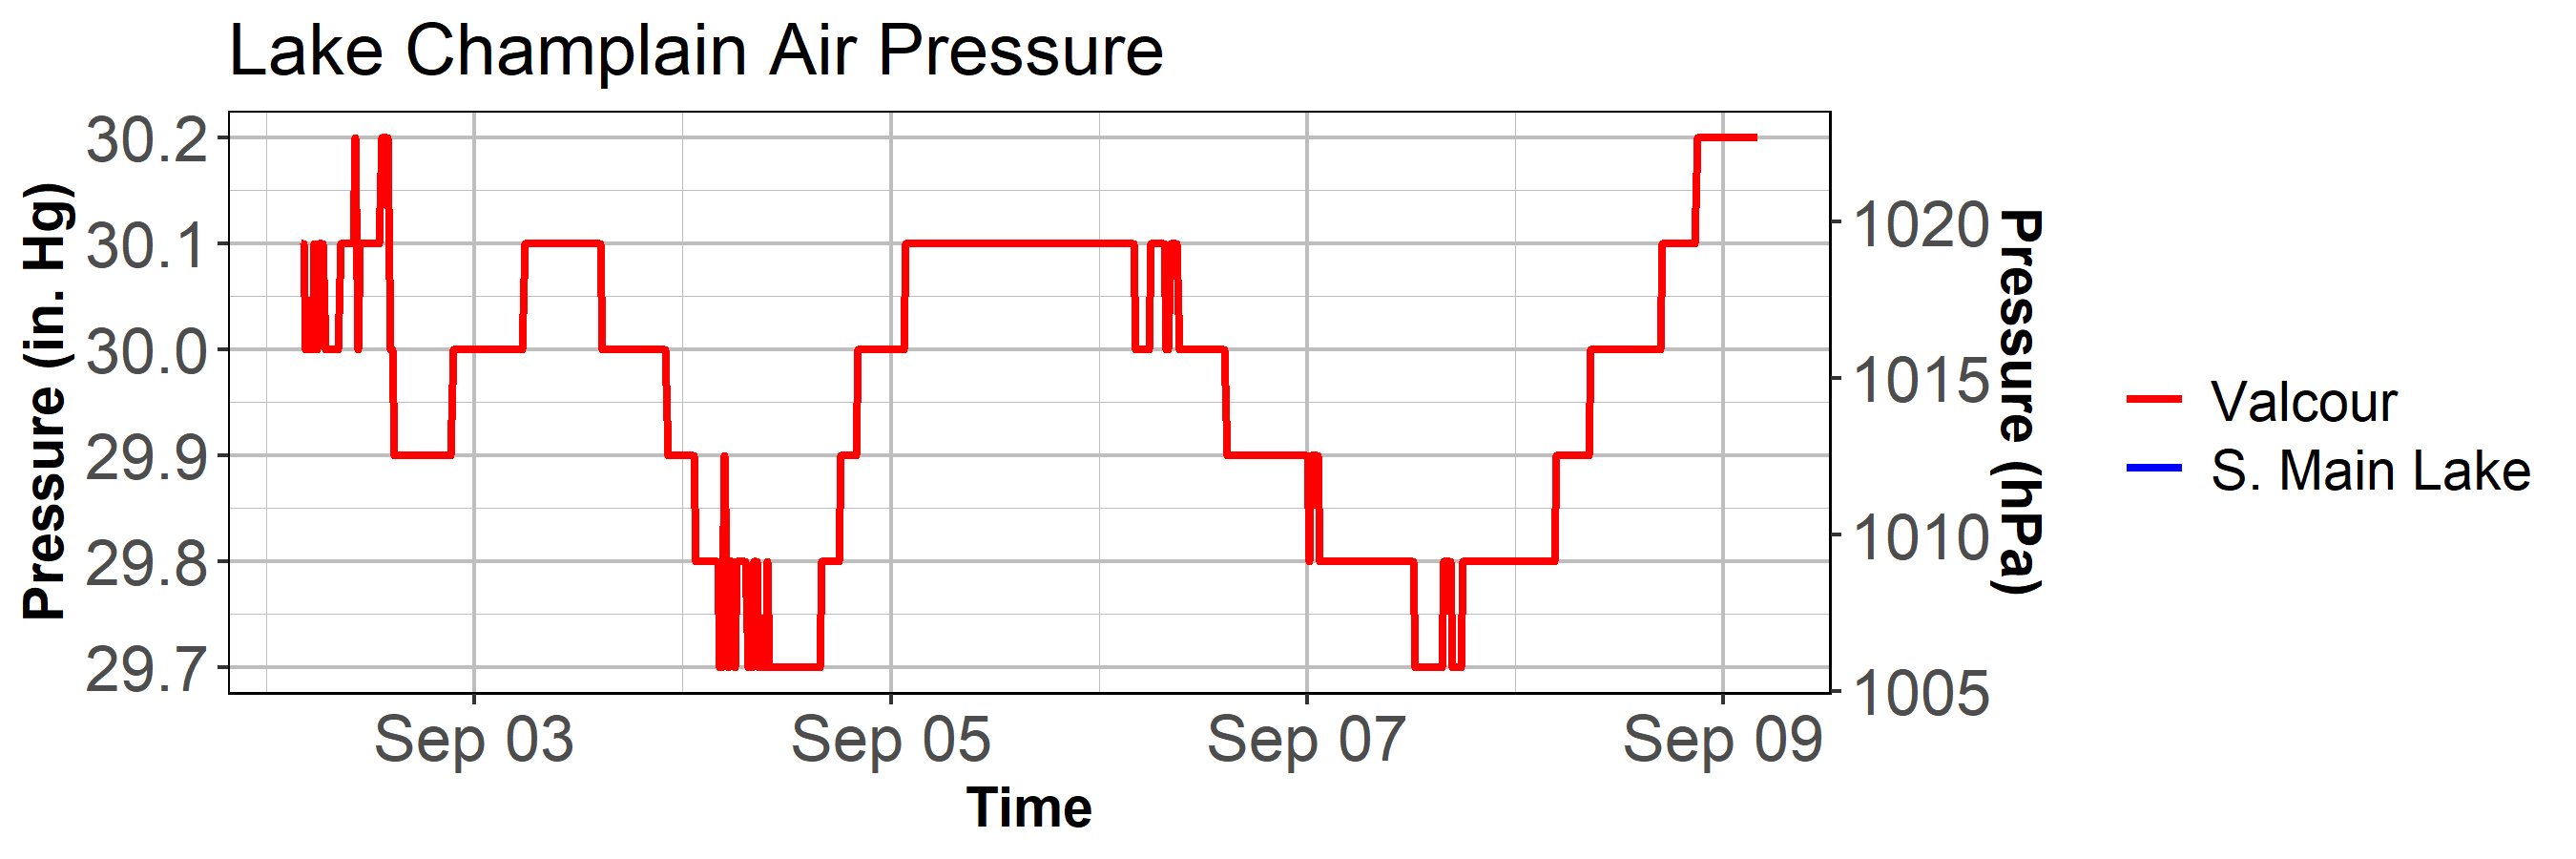 Lake Champlain Air Pressure
Pressure (in. Hg)
30.2
30.1
30.0
29.9
29.8
29.7
Sep 03
Sep 05
Sep 07
Sep 09
Time
1020
1015
1010
1005
Pressure (hPa)
Valcour
S. Main Lake